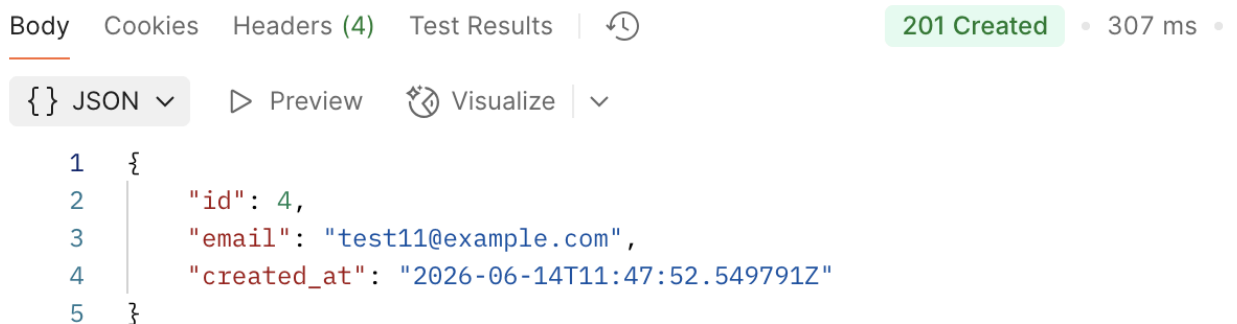 Body Cookies Headers (4) Test Results 201 Created 307 ms
{} JSON Preview Visualize
1 {
2 "id": 4,
3 "email": "test11@example.com",
4 "created_at": "2026-06-14T11:47:52.549791Z"
5 }